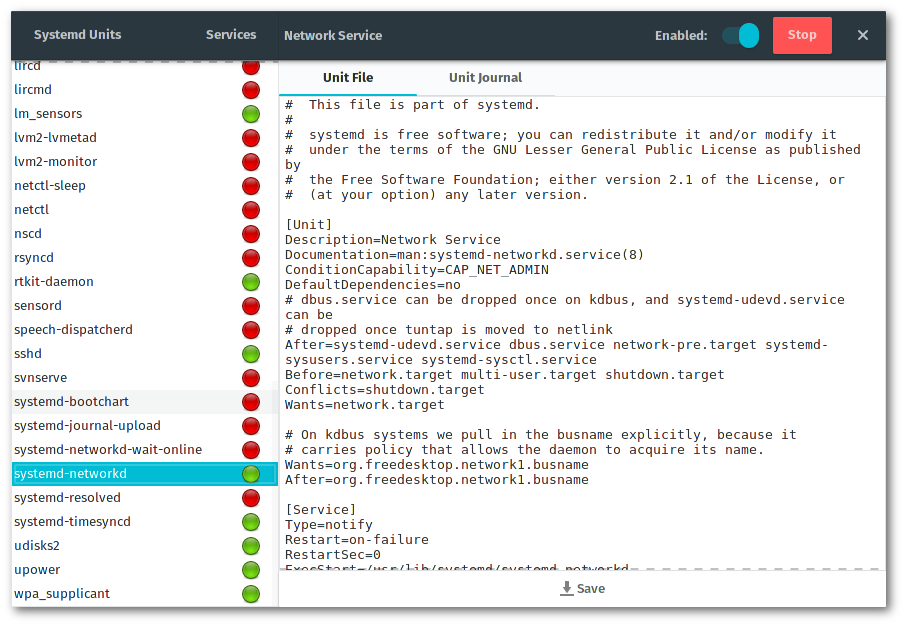 Systemd Units
Services
Network Service
Enabled:
Stop
lircd
lircmd
lm_sensors
lvm2-lvmetad
lvm2-monitor
netctl-sleep
netctl
nscd
rsyncd
rtkit-daemon
sensord
speech-dispatcherd
sshd
svnserve
systemd-bootchart
systemd-journal-upload
systemd-networkd-wait-online
systemd-networkd
systemd-resolved
systemd-timesyncd
udisks2
upower
wpa_supplicant
Unit File
Unit Journal
#  This file is part of systemd.
#
#  systemd is free software; you can redistribute it and/or modify it
#  under the terms of the GNU Lesser General Public License as published
by
#  the Free Software Foundation; either version 2.1 of the License, or
#  (at your option) any later version.
[Unit]
Description=Network Service
Documentation=man:systemd-networkd.service(8)
ConditionCapability=CAP_NET_ADMIN
DefaultDependencies=no
# dbus.service can be dropped once on kdbus, and systemd-udevd.service
can be
# dropped once tuntap is moved to netlink
After=systemd-udevd.service dbus.service network-pre.target systemd-
sysusers.service systemd-sysctl.service
Before=network.target multi-user.target shutdown.target
Conflicts=shutdown.target
Wants=network.target
# On kdbus systems we pull in the busname explicitly, because it
# carries policy that allows the daemon to acquire its name.
Wants=org.freedesktop.network1.busname
After=org.freedesktop.network1.busname
[Service]
Type=notify
Restart=on-failure
RestartSec=0
ExecStart=/usr/lib/systemd/systemd-networkd
Save